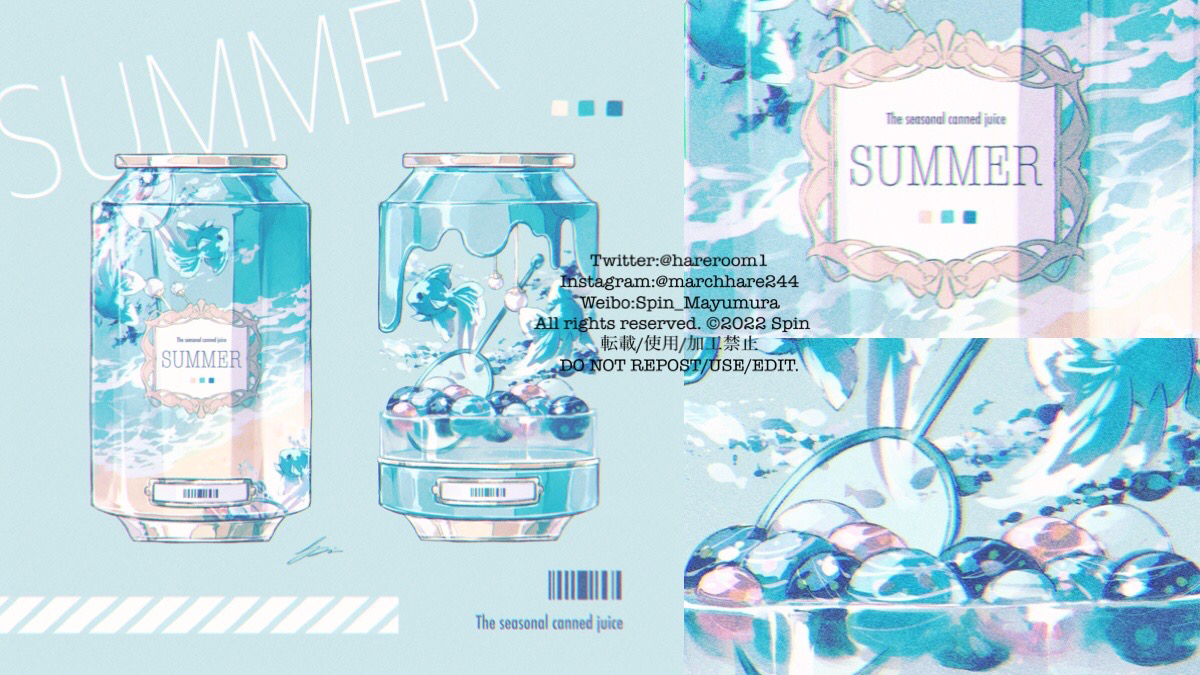 SUMMER
The seasonal canned juice
SUMMER
The seasonal canned juice
The seasonal canned juice
SUMMER
Twitter:@hareroom1
Instagram:@marchhare244
Weibo:Spin_Mayumura
All rights reserved. ©2022 Spin
転載/使用/加工禁止
DO NOT REPOST/USE/EDIT.